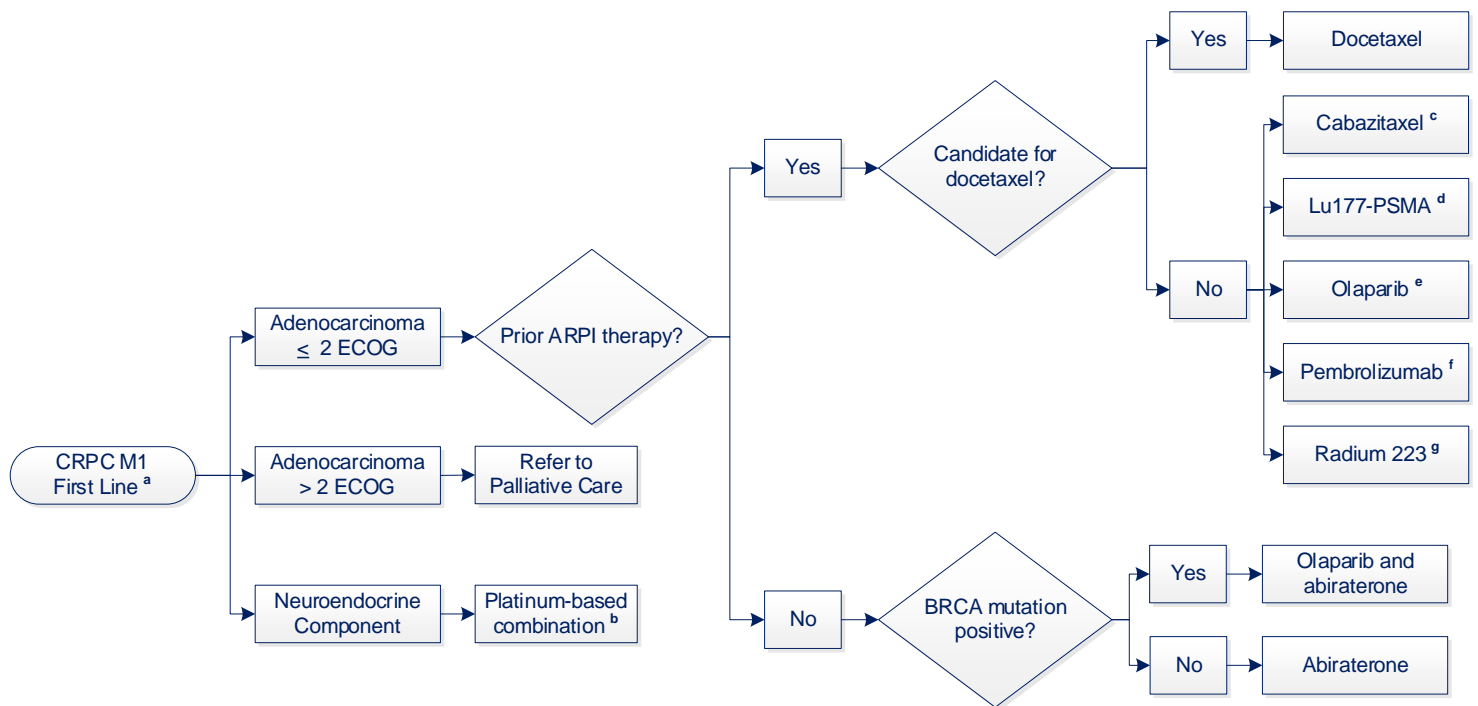 CRPC M1
First Line a
Adenocarcinoma
≤ 2 ECOG
Prior ARPI therapy?
Yes
Candidate for
docetaxel?
Yes
Docetaxel
No
Cabazitaxel c
Lu177-PSMA d
Olaparib e
Pembrolizumab f
Radium 223 g
No
BRCA mutation
positive?
Yes
Olaparib and
abiraterone
No
Abiraterone
Adenocarcinoma
> 2 ECOG
Refer to
Palliative Care
Neuroendocrine
Component
Platinum-based
combination b